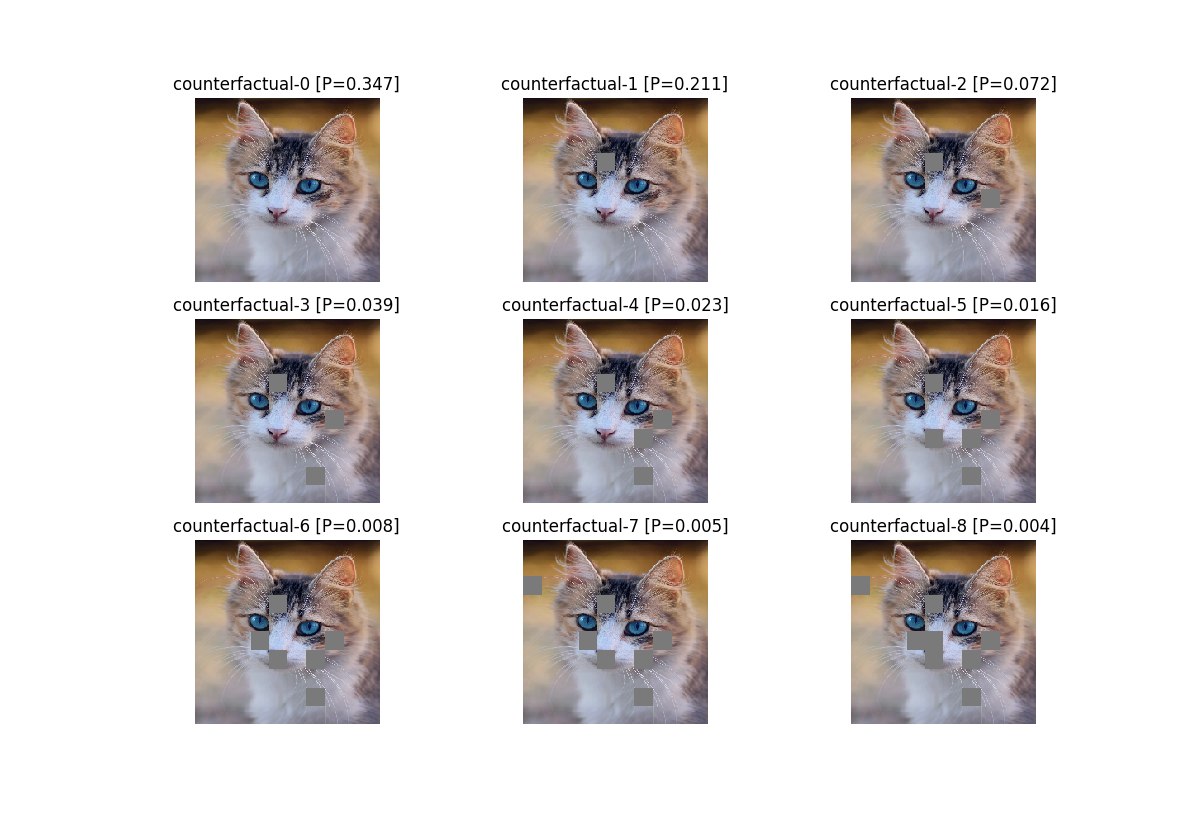 counterfactual-0 [P=0.347]
counterfactual-1 [P=0.211]
counterfactual-2 [P=0.072]
counterfactual-3 [P=0.039]
counterfactual-4 [P=0.023]
counterfactual-5 [P=0.016]
counterfactual-6 [P=0.008]
counterfactual-7 [P=0.005]
counterfactual-8 [P=0.004]